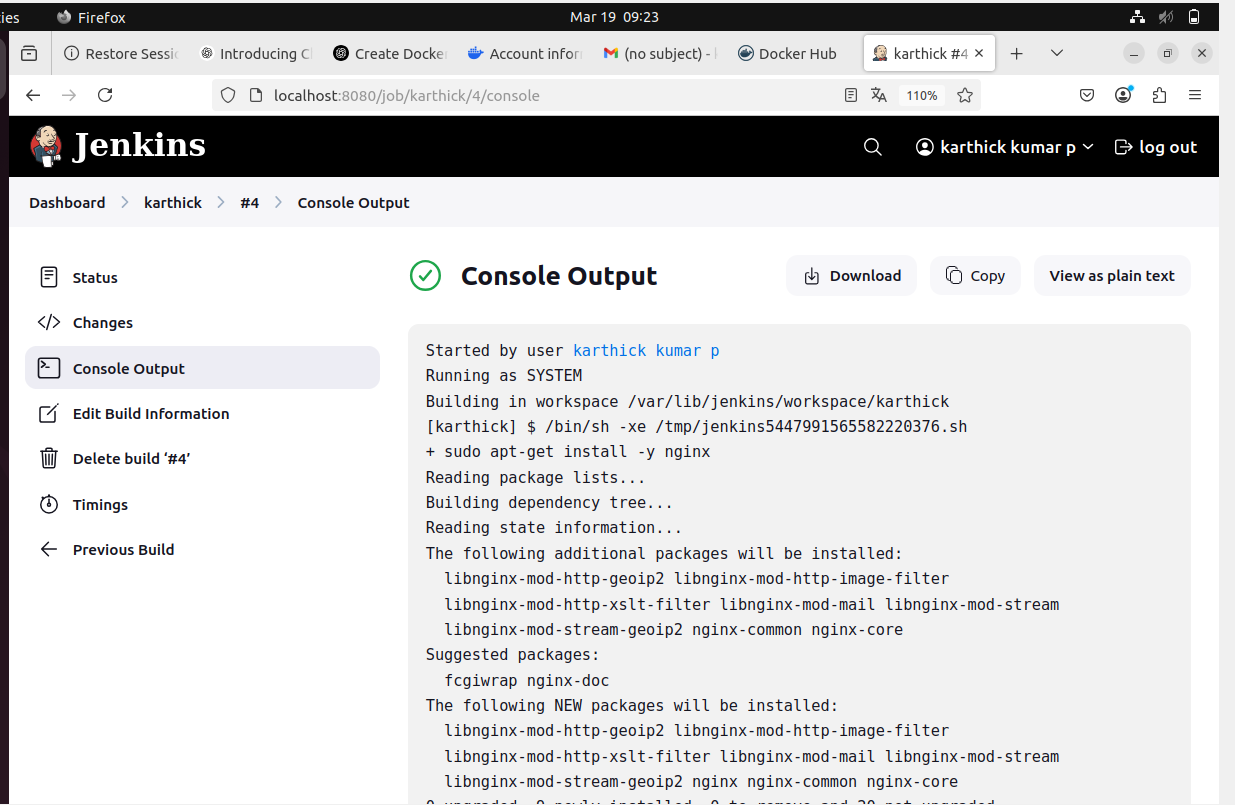 ies Firefox Mar 19 09:23
Restore Sessi Introducing C Create Docke Account infor (no subject) - Docker Hub karthick #4
localhost:8080/job/karthick/4/console 110%
Jenkins karthick kumar p log out
Dashboard karthick #4 Console Output
Status
Changes
Console Output
Edit Build Information
Delete build ‘#4’
Timings
Previous Build
Console Output Download Copy View as plain text
Started by user karthick kumar p
Running as SYSTEM
Building in workspace /var/lib/jenkins/workspace/karthick
[karthick] $ /bin/sh -xe /tmp/jenkins5447991565582220376.sh
+ sudo apt-get install -y nginx
Reading package lists...
Building dependency tree...
Reading state information...
The following additional packages will be installed:
libnginx-mod-http-geoip2 libnginx-mod-http-image-filter
libnginx-mod-http-xslt-filter libnginx-mod-mail libnginx-mod-stream
libnginx-mod-stream-geoip2 nginx-common nginx-core
Suggested packages:
fcgiwrap nginx-doc
The following NEW packages will be installed:
libnginx-mod-http-geoip2 libnginx-mod-http-image-filter
libnginx-mod-http-xslt-filter libnginx-mod-mail libnginx-mod-stream
libnginx-mod-stream-geoip2 nginx nginx-common nginx-core